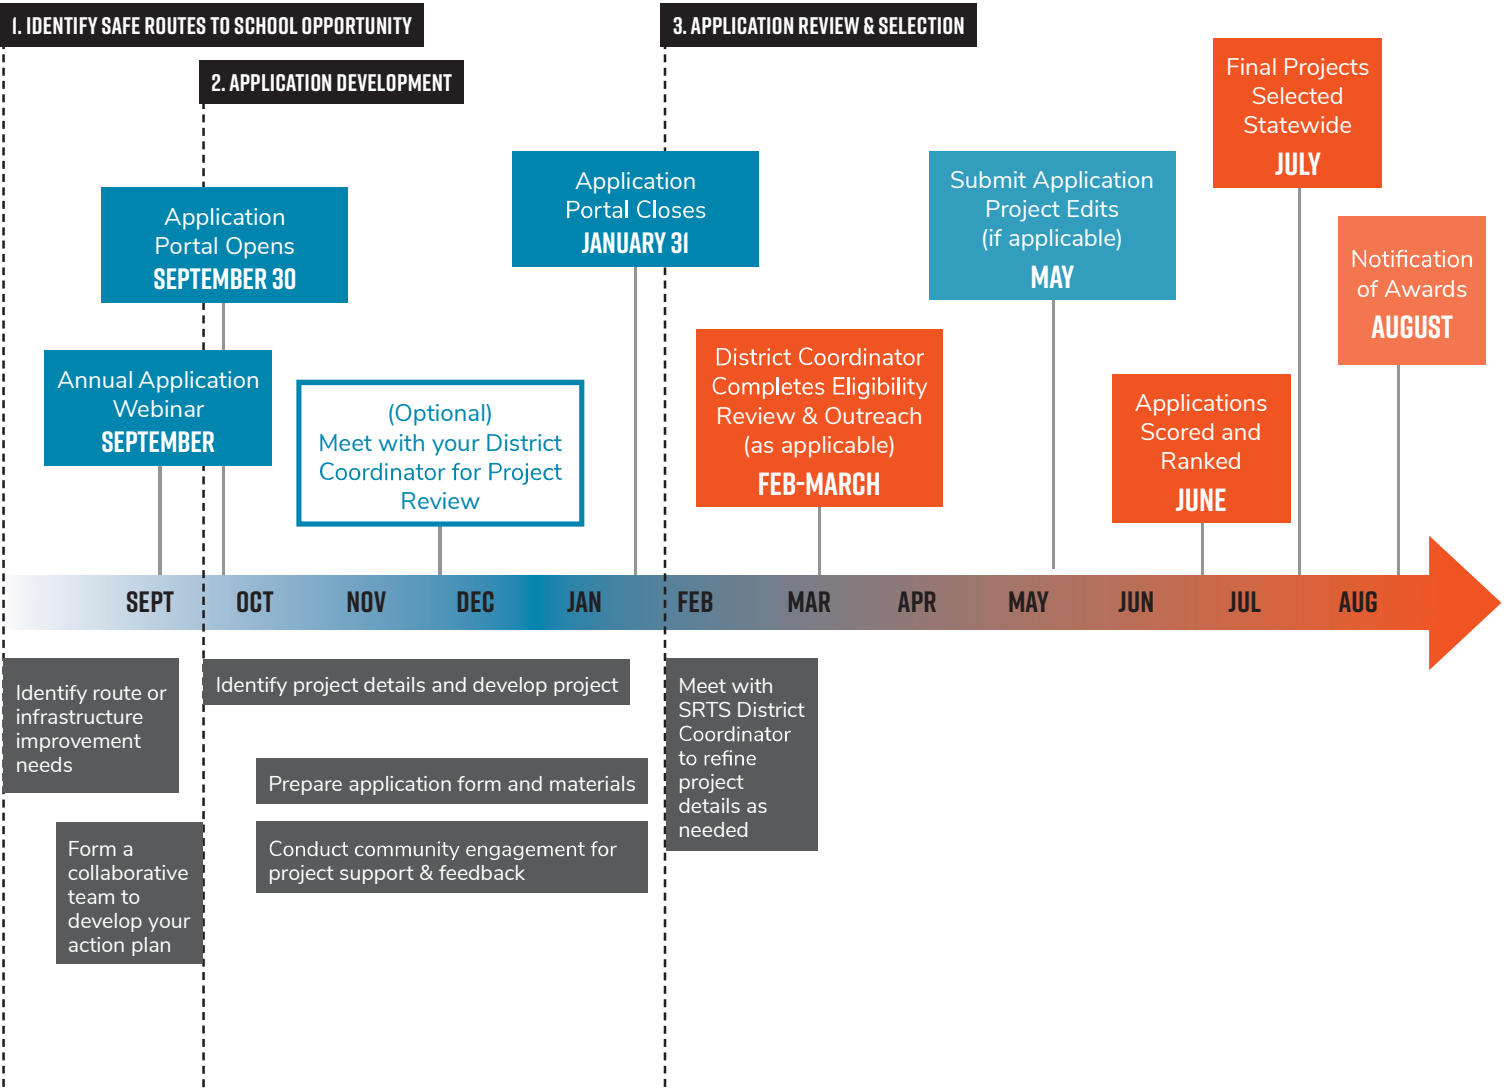 1. IDENTIFY SAFE ROUTES TO SCHOOL OPPORTUNITY
2. APPLICATION DEVELOPMENT
3. APPLICATION REVIEW & SELECTION
Application
Portal Opens
SEPTEMBER 30
Annual Application
Webinar
SEPTEMBER
(Optional)
Meet with your District
Coordinator for Project
Review
Application
Portal Closes
JANUARY 31
District Coordinator
Completes Eligibility
Review & Outreach
(as applicable)
FEB-MARCH
Submit Application
Project Edits
(if applicable)
MAY
Applications
Scored and
Ranked
JUNE
Final Projects
Selected
Statewide
JULY
Notification
of Awards
AUGUST
SEPT OCT NOV DEC JAN FEB MAR APR MAY JUN JUL AUG
Identify route or
infrastructure
improvement
needs
Form a
collaborative
team to
develop your
action plan
Identify project details and develop project
Prepare application form and materials
Conduct community engagement for
project support & feedback
Meet with
SRTS District
Coordinator
to refine
project
details as
needed